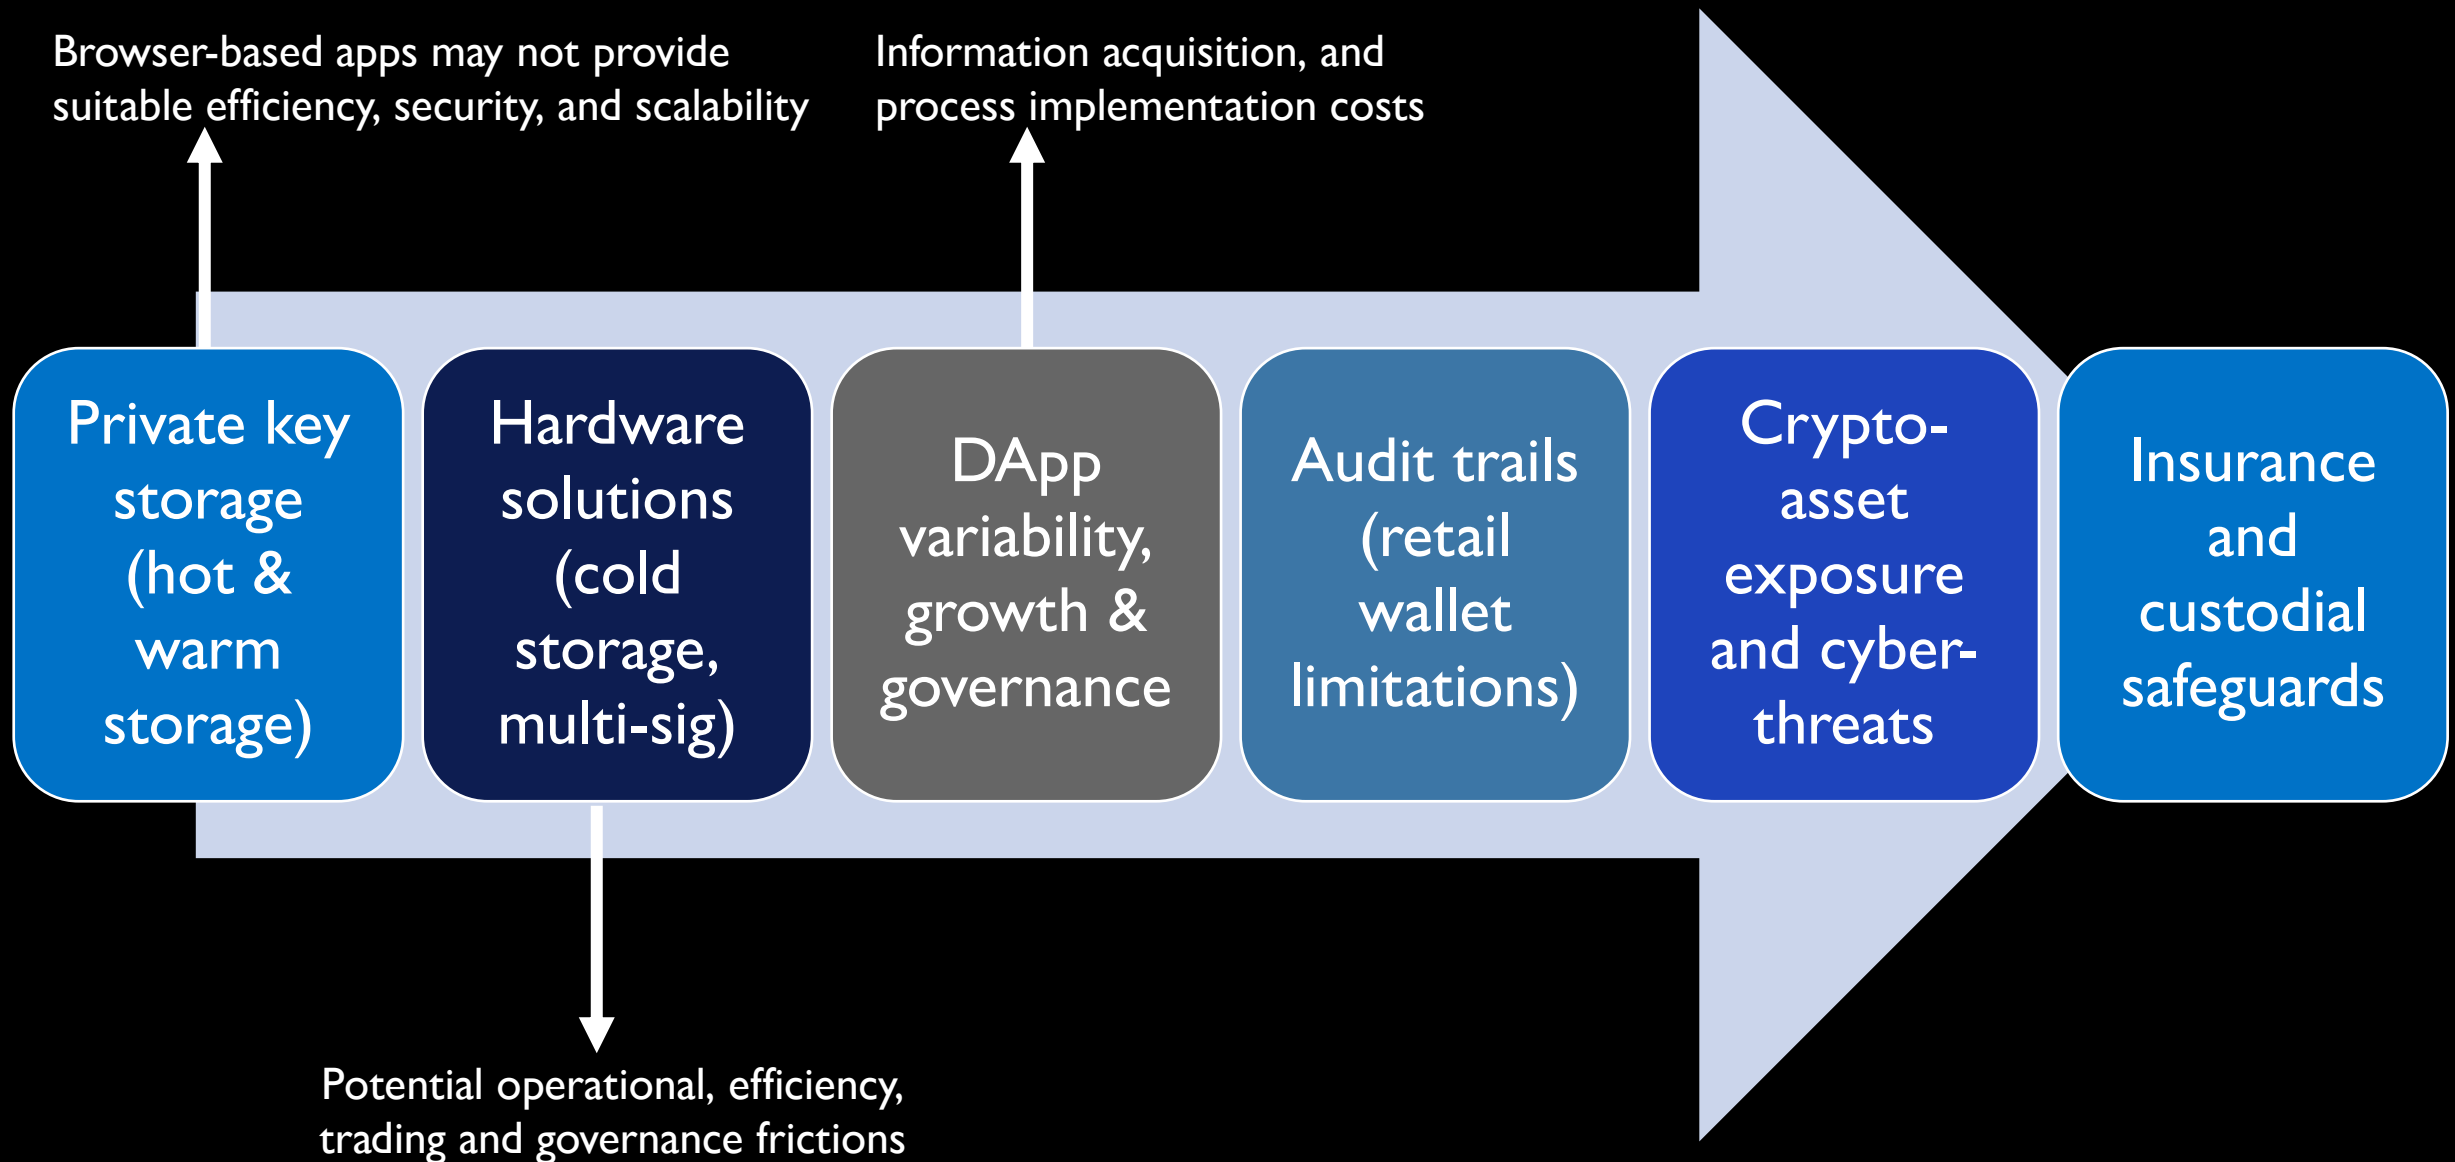 Browser-based apps may not provide
suitable efficiency, security, and scalability
Information acquisition, and
process implementation costs
Private key
storage
(hot &
warm
storage)
Hardware
solutions
(cold
storage,
multi-sig)
DApp
variability,
growth &
governance
Audit trails
(retail
wallet
limitations)
Crypto-
asset
exposure
and cyber-
threats
Insurance
and
custodial
safeguards
Potential operational, efficiency,
trading and governance frictions